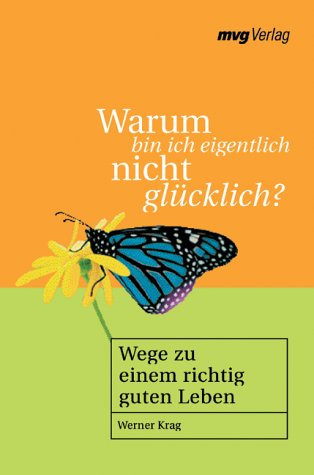 mvg Verlag
Warum
bin ich eigentlich
nicht
glücklich?
Wege zu
einem richtig
guten Leben
Werner Krag